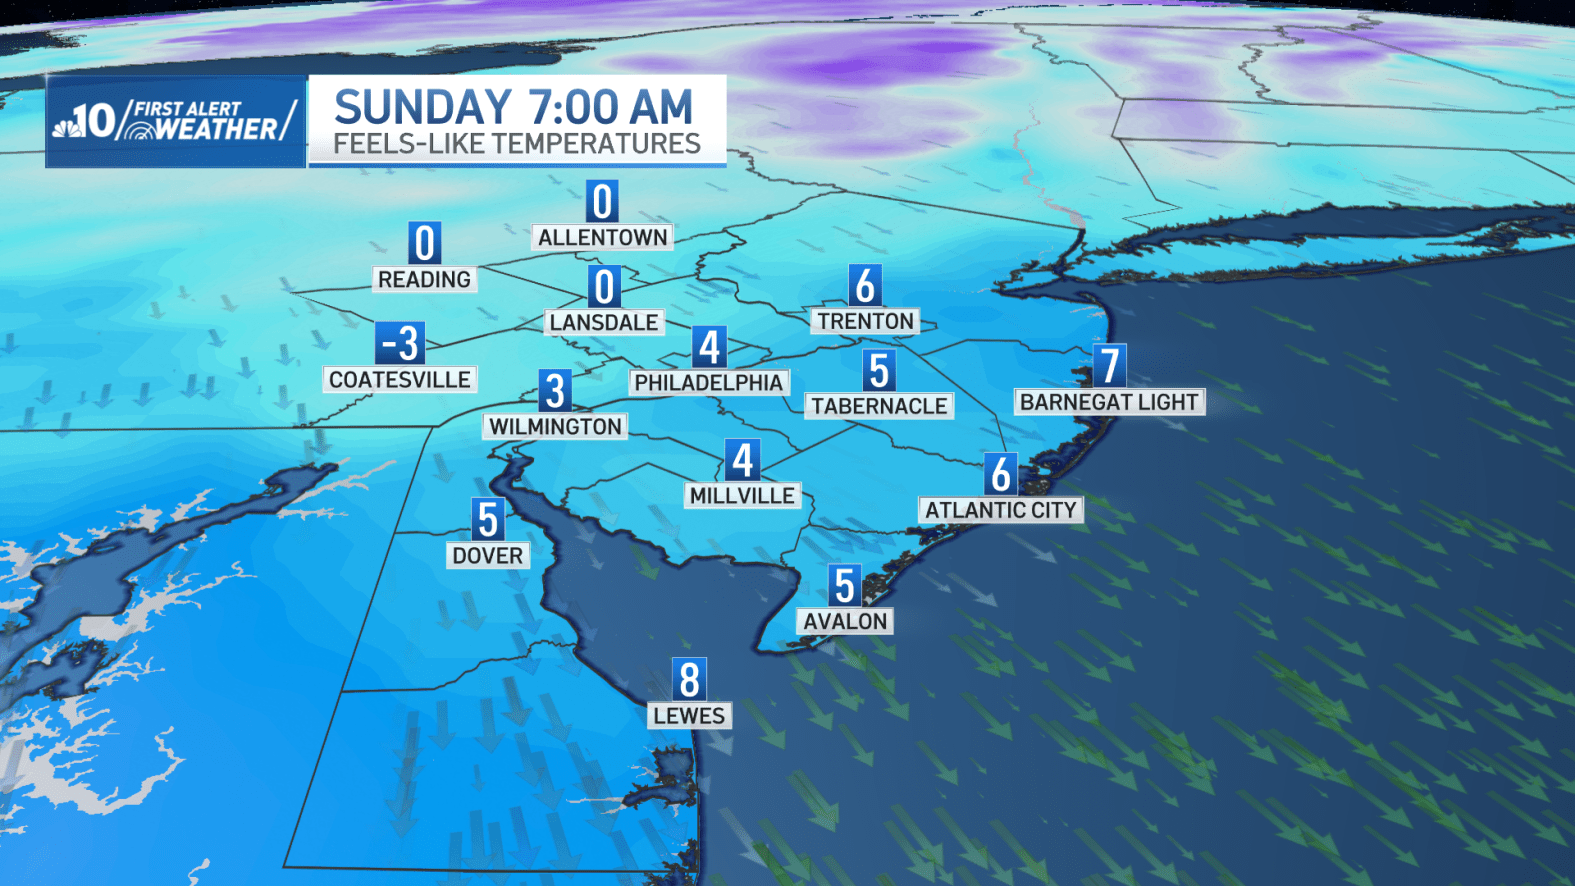 10 FIRST ALERT
WEATHER
SUNDAY 7:00 AM
FEELS-LIKE TEMPERATURES
0
ALLENTOWN
0
READING
0
LANSDALE
6
TRENTON
-3
COATESVILLE
4
PHILADELPHIA
5
TABERNACLE
7
BARNEGAT LIGHT
3
WILMINGTON
4
MILLVILLE
6
ATLANTIC CITY
5
DOVER
5
AVALON
8
LEWES